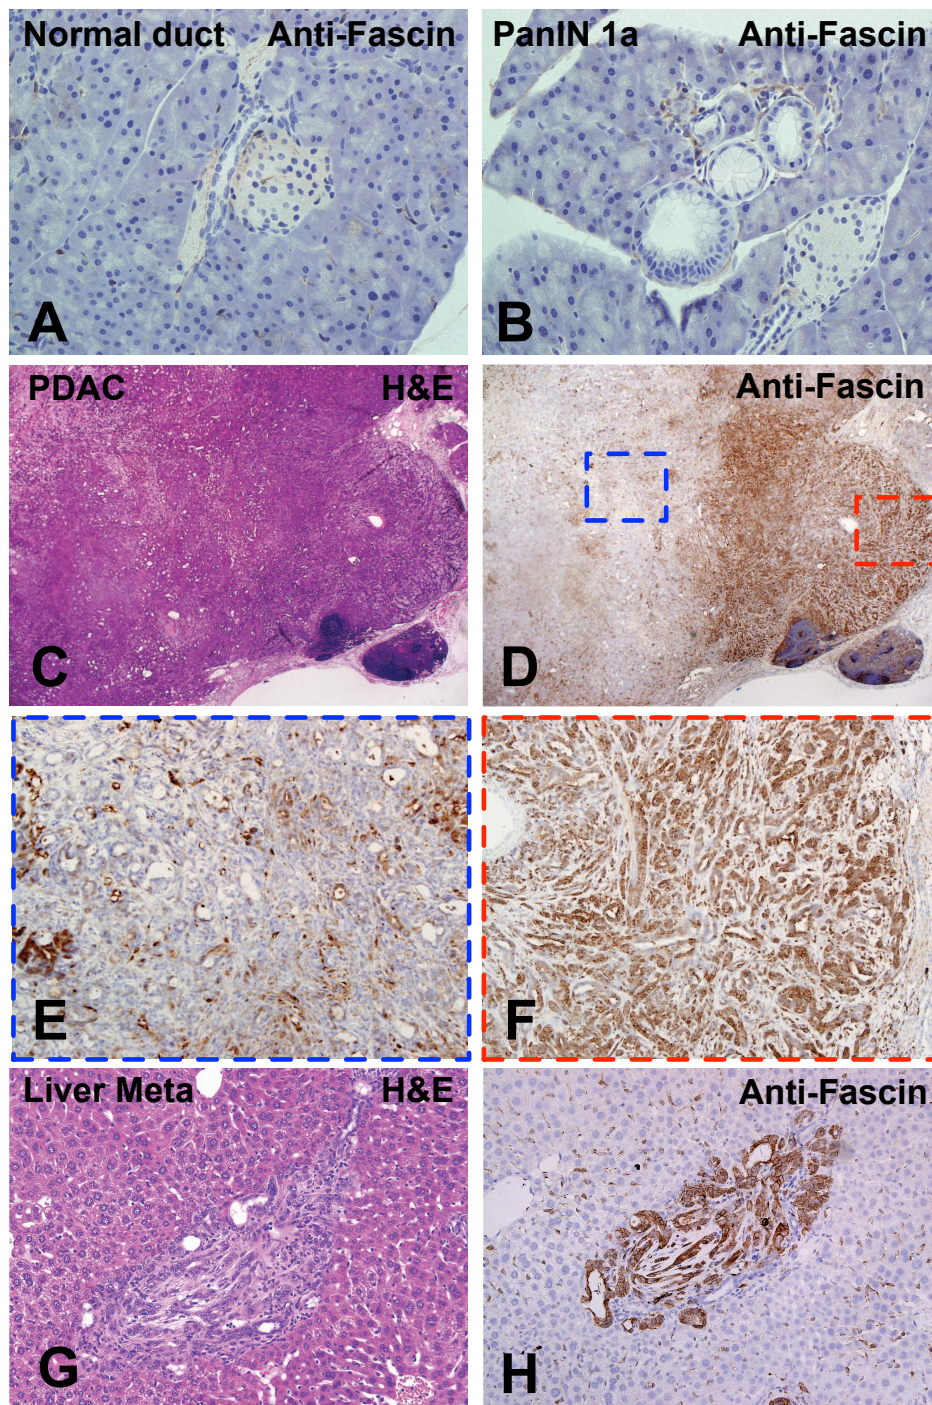 Normal duct Anti-Fascin
A
PanIN 1a Anti-Fascin
B
PDAC H&E
C
Anti-Fascin
D
E
F
Liver Meta H&E
G
Anti-Fascin
H